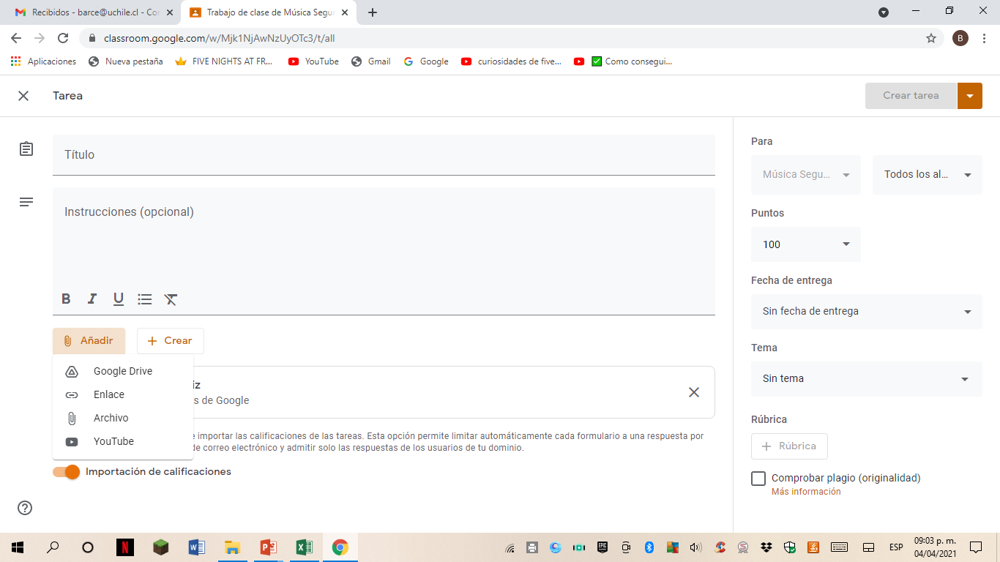 Recibidos - barce@uchile.cl - Cor
Trabajo de clase de Música Segun
classroom.google.com/w/Mjk1NjAwNzUyOTc3/t/all
B
Aplicaciones
Nueva pestaña
FIVE NIGHTS AT FR...
YouTube
Gmail
Google
curiosidades de five...
Como consegui...
Tarea
Crear tarea
Título
Instrucciones (opcional)
B I U
Añadir
Crear
Google Drive
Enlace
Archivo
YouTube
iz
s de Google
e importar las calificaciones de las tareas. Esta opción permite limitar automáticamente cada formulario a una respuesta por
de correo electrónico y admitir solo las respuestas de los usuarios de tu dominio.
Importación de calificaciones
Para
Música Segu...
Todos los al...
Puntos
100
Fecha de entrega
Sin fecha de entrega
Tema
Sin tema
Rúbrica
Rúbrica
Comprobar plagio (originalidad)
Más información
ESP
09:03 p. m.
04/04/2021